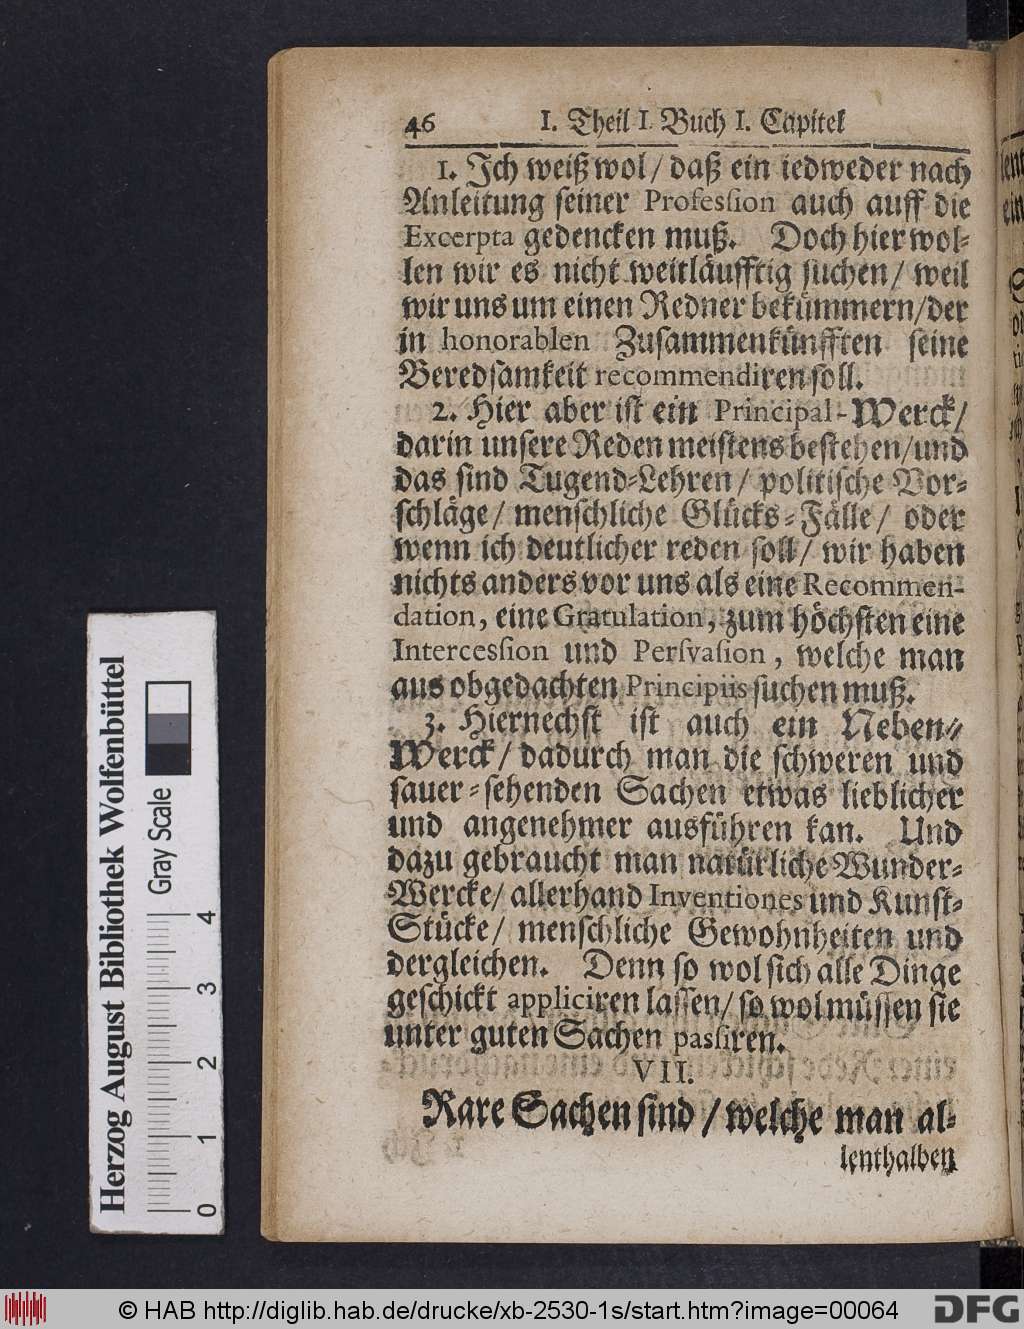 46 I. Theil I. Buch I. Capitel
1. Ich weiß wol/ daß ein iedweder nach
Anleitung seiner Profession auch auff die
Excerpta gedencken muß. Doch hier wol-
len wir es nicht weitläufftig suchen/ weil
wir uns um einen Redner bekümmern/der
in honorablen Zusammenkünfften seine
Beredsamkeit recommendiren soll.
2. Hier aber ist ein Principal-Werck/
darin unsere Reden meistens bestehen/und
das sind Tugend-Lehren/ politische Vor-
schläge/ menschliche Glücks-Fälle/ oder
wenn ich deutlicher reden soll/ wir haben
nichts anders vor uns als eine Recommen-
dation, eine Gratulation, zum höchsten eine
Intercession und Persvasion, welche man
aus obgedachten Principiis suchen muß.
3. Hiernechst ist auch ein Neben-
Werck/ dadurch man die schweren und
sauer-sehenden Sachen etwas lieblicher
und angenehmer ausführen kan. Und
dazu gebraucht man natürliche Wunder-
Wercke/ allerhand Inventiones und Kunst-
Stücke/ menschliche Gewohnheiten und
dergleichen. Denn so wol sich alle Dinge
geschickt appliciren lassen/ so wol müssen sie
unter guten Sachen passiren.
VII.
Rare Sachen sind/ welche man al-
lenthalben
Herzog August Bibliothek Wolfenbüttel
Gray Scale
0 1 2 3 4
© HAB http://diglib.hab.de/drucke/xb-2530-1s/start.htm?image=00064
DFG